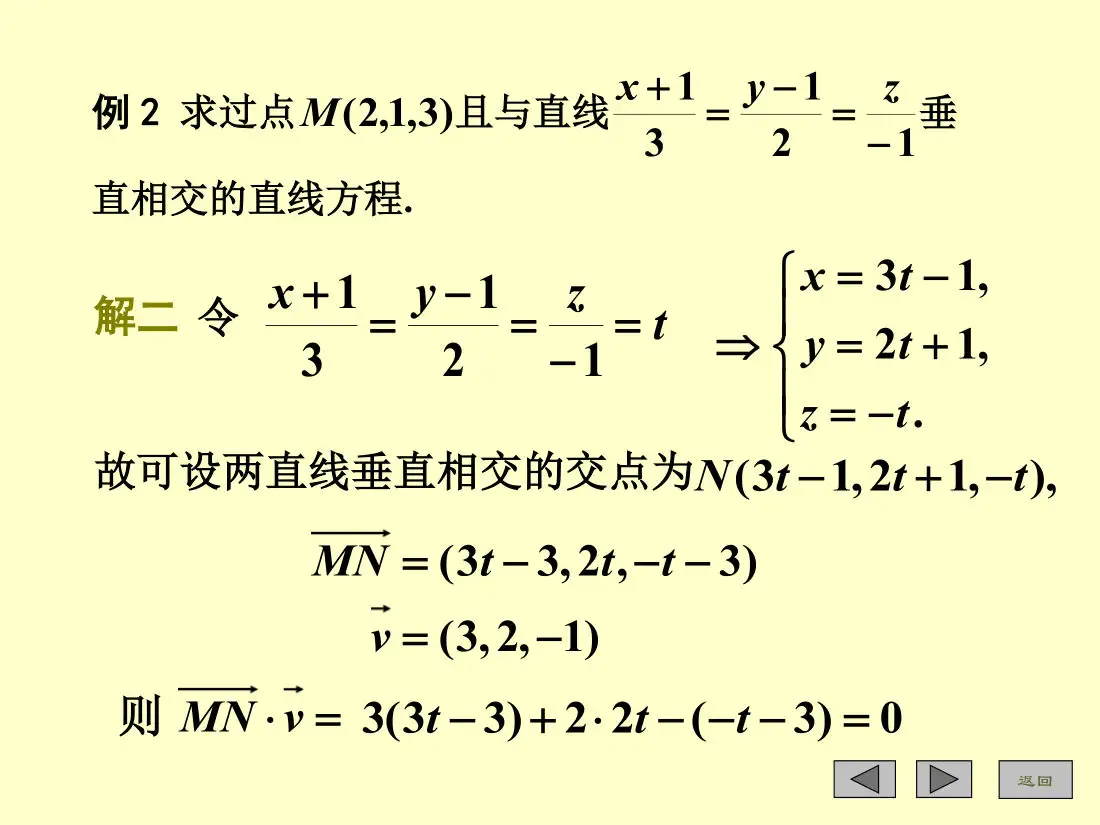 例2 求过点M(2,1,3)且与直线 (x+1)/3 = (y−1)/2 = z/(−1) 垂
直相交的直线方程.
解二 令 (x+1)/3 = (y−1)/2 = z/(−1) = t ⇒ { x = 3t − 1,
y = 2t + 1,
z = −t.
故可设两直线垂直相交的交点为N(3t − 1, 2t + 1, −t),
→MN = (3t − 3, 2t, −t − 3)
→v = (3, 2, −1)
则 →MN · →v = 3(3t − 3) + 2 · 2t − (−t − 3) = 0
返回